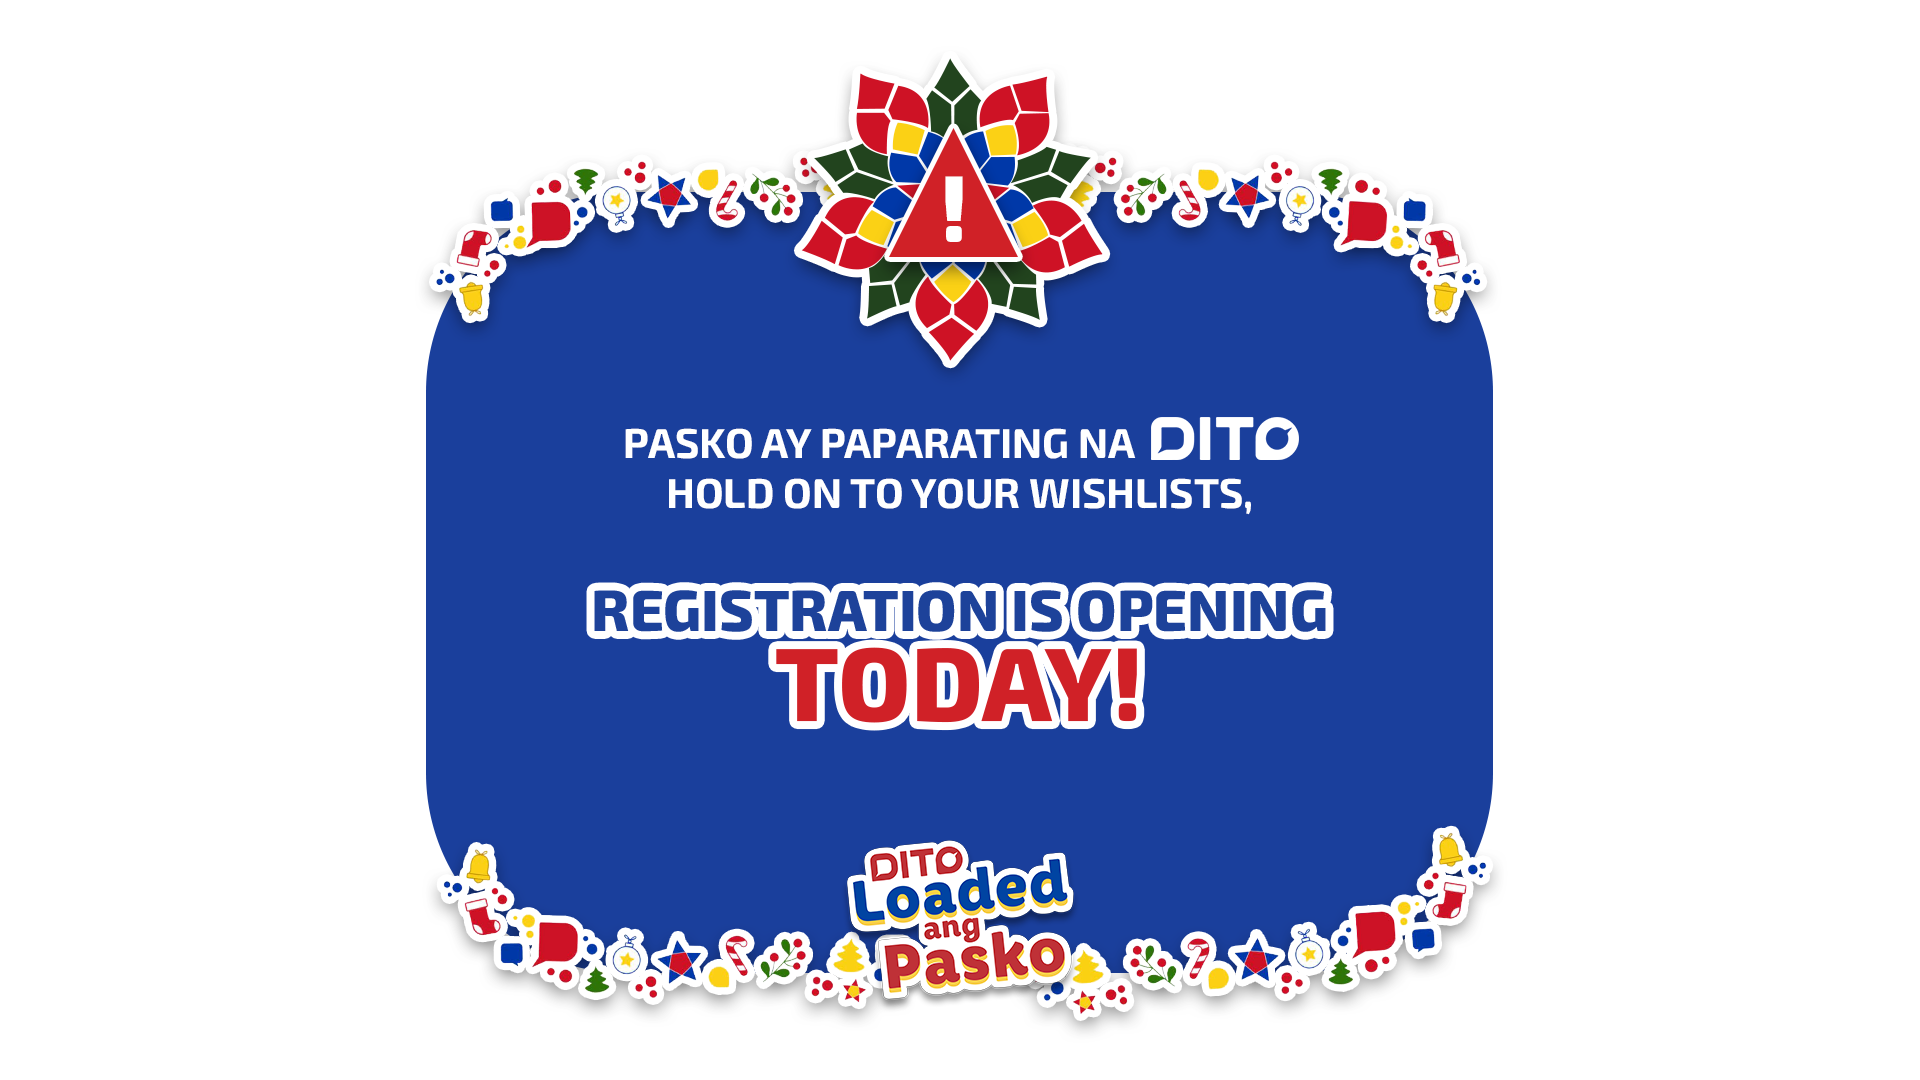 !
PASKO AY PAPARATING NA DITO
HOLD ON TO YOUR WISHLISTS,
REGISTRATION IS OPENING
TODAY!
DITO
Loaded
ang
Pasko